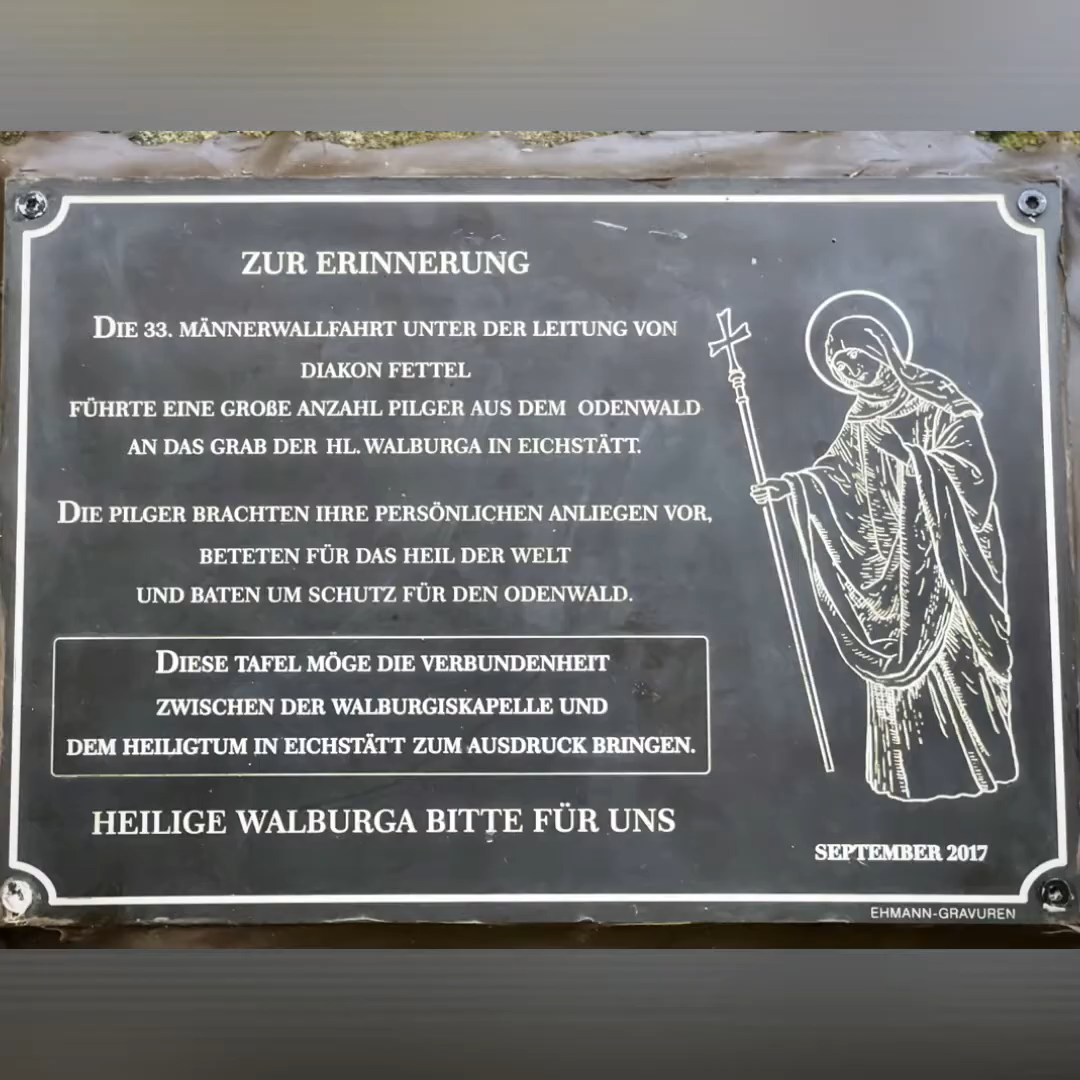 ZUR ERINNERUNG
DIE 33. MÄNNERWALLFAHRT UNTER DER LEITUNG VON
DIAKON FETTEL
FÜHRTE EINE GROßE ANZAHL PILGER AUS DEM ODENWALD
AN DAS GRAB DER HL. WALBURGA IN EICHSTÄTT.
DIE PILGER BRACHTEN IHRE PERSÖNLICHEN ANLIEGEN VOR,
BETETEN FÜR DAS HEIL DER WELT
UND BATEN UM SCHUTZ FÜR DEN ODENWALD.
DIESE TAFEL MÖGE DIE VERBUNDENHEIT
ZWISCHEN DER WALBURGISKAPELLE UND
DEM HEILIGTUM IN EICHSTÄTT ZUM AUSDRUCK BRINGEN.
HEILIGE WALBURGA BITTE FÜR UNS
SEPTEMBER 2017
EHMANN-GRAVUREN